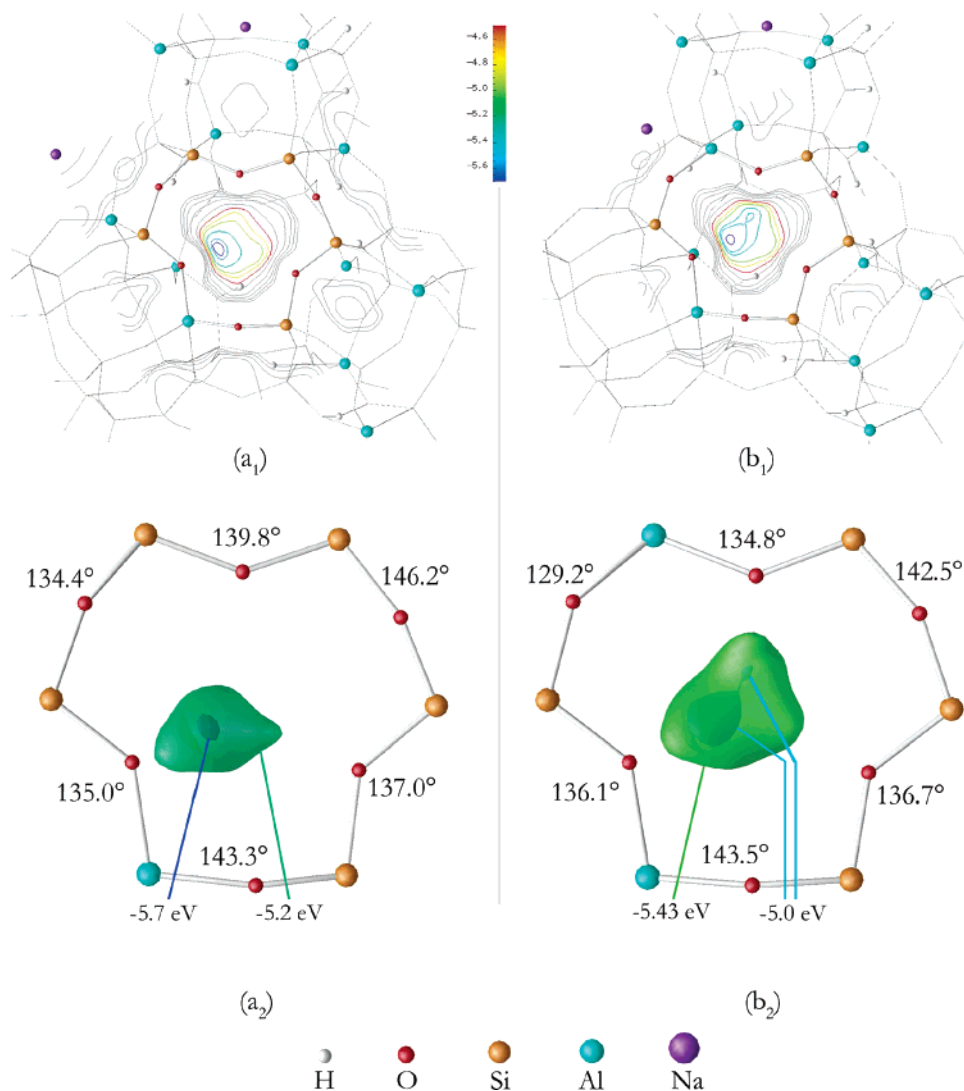 -4.6
-4.8
-5.0
-5.2
-5.4
-5.6
(a₁)
(b₁)
139.8°
134.4°
146.2°
135.0°
137.0°
143.3°
-5.7 eV
-5.2 eV
134.8°
129.2°
142.5°
136.1°
136.7°
143.5°
-5.43 eV
-5.0 eV
(a₂)
(b₂)
H O Si Al Na